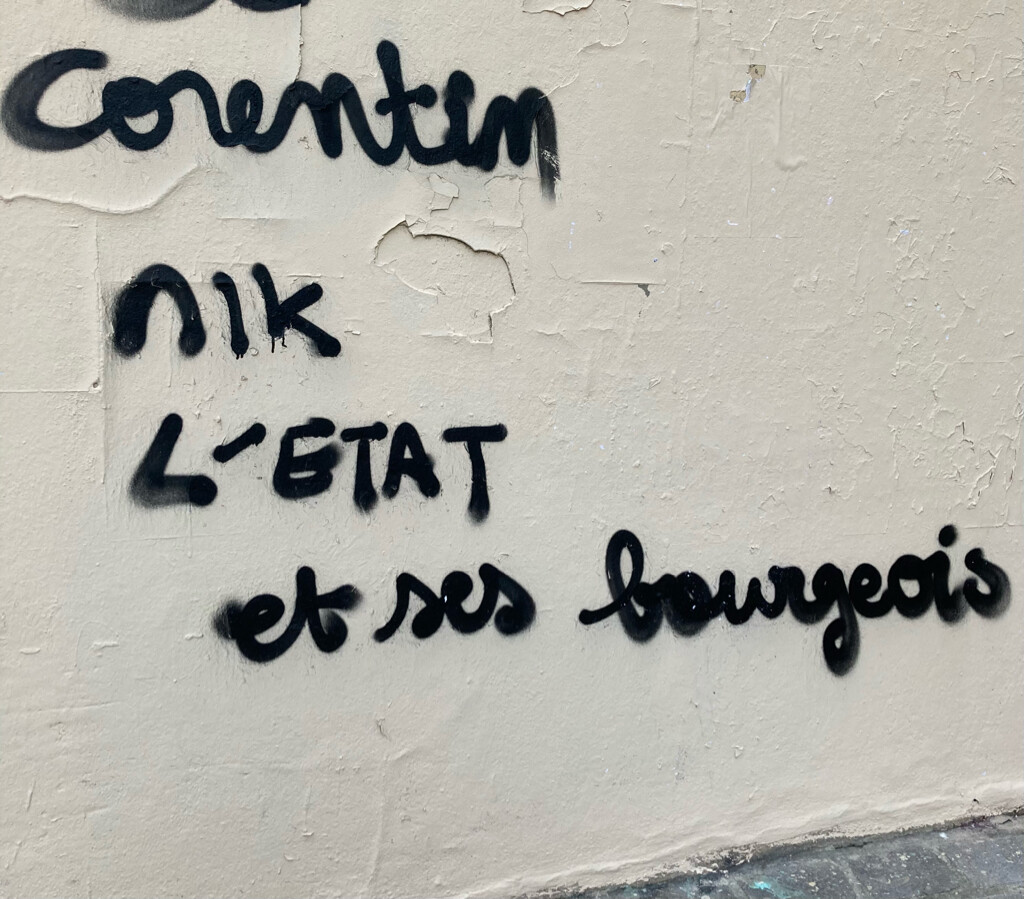 Corentin
NIK
L'ETAT
et ses bourgeois